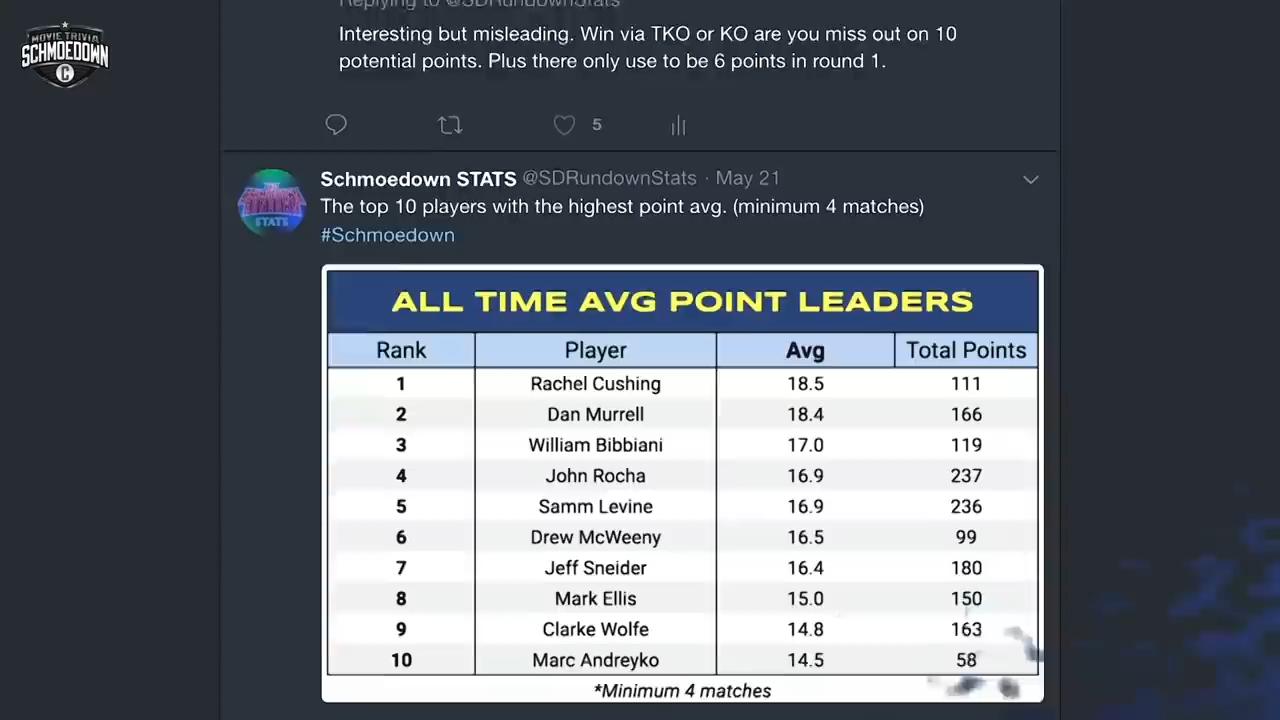 Replying to @SDRundownStats
MOVIE TRIVIA
SCHMOEDOWN
C
Interesting but misleading. Win via TKO or KO are you miss out on 10
potential points. Plus there only use to be 6 points in round 1.
5
Schmoedown STATS @SDRundownStats · May 21
STATS
The top 10 players with the highest point avg. (minimum 4 matches)
#Schmoedown
ALL TIME AVG POINT LEADERS
Rank Player Avg Total Points
1 Rachel Cushing 18.5 111
2 Dan Murrell 18.4 166
3 William Bibbiani 17.0 119
4 John Rocha 16.9 237
5 Samm Levine 16.9 236
6 Drew McWeeny 16.5 99
7 Jeff Sneider 16.4 180
8 Mark Ellis 15.0 150
9 Clarke Wolfe 14.8 163
10 Marc Andreyko 14.5 58
*Minimum 4 matches